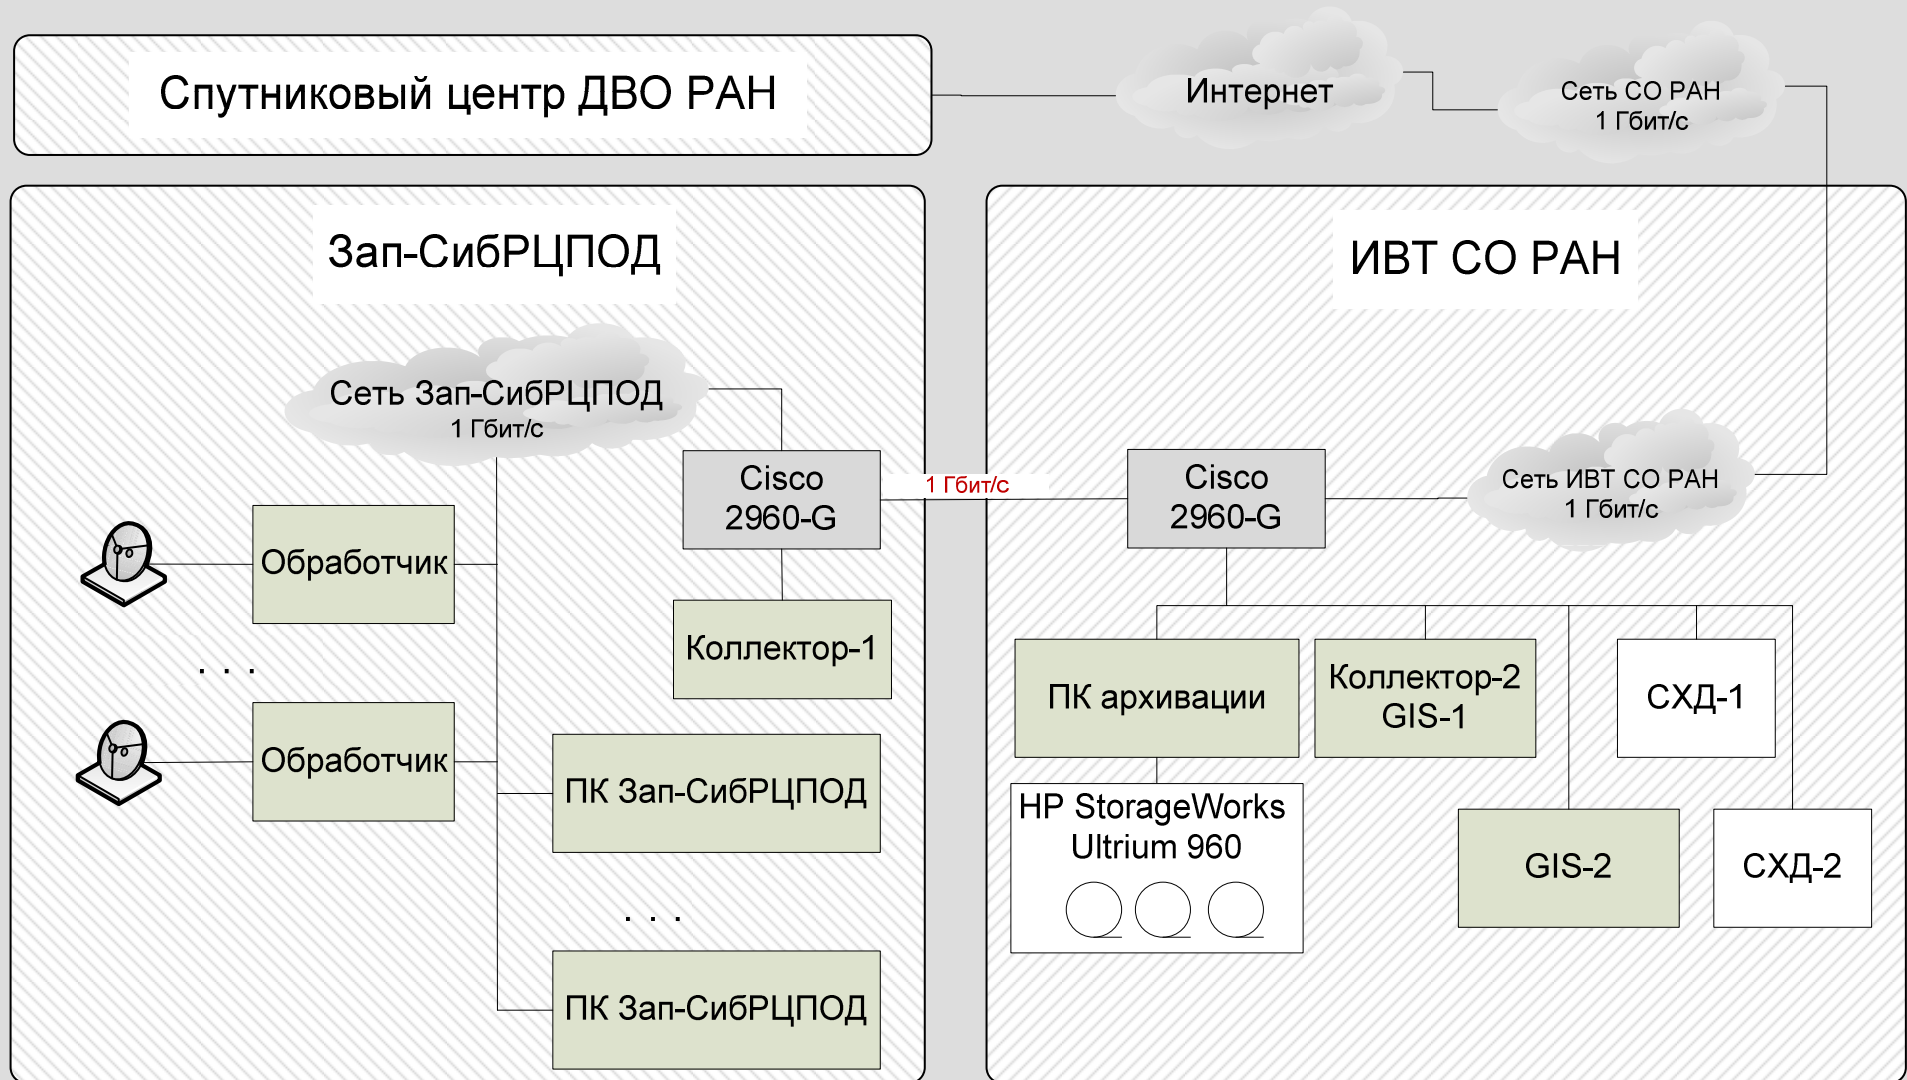 Спутниковый центр ДВО РАН
Интернет
Сеть СО РАН
1 Гбит/с
Зап-СибРЦПОД
Сеть Зап-СибРЦПОД
1 Гбит/с
Cisco
2960-G
1 Гбит/с
Обработчик
Коллектор-1
. . .
Обработчик
ПК Зап-СибРЦПОД
. . .
ПК Зап-СибРЦПОД
ИВТ СО РАН
Cisco
2960-G
Сеть ИВТ СО РАН
1 Гбит/с
ПК архивации
Коллектор-2
GIS-1
СХД-1
HP StorageWorks
Ultrium 960
GIS-2
СХД-2